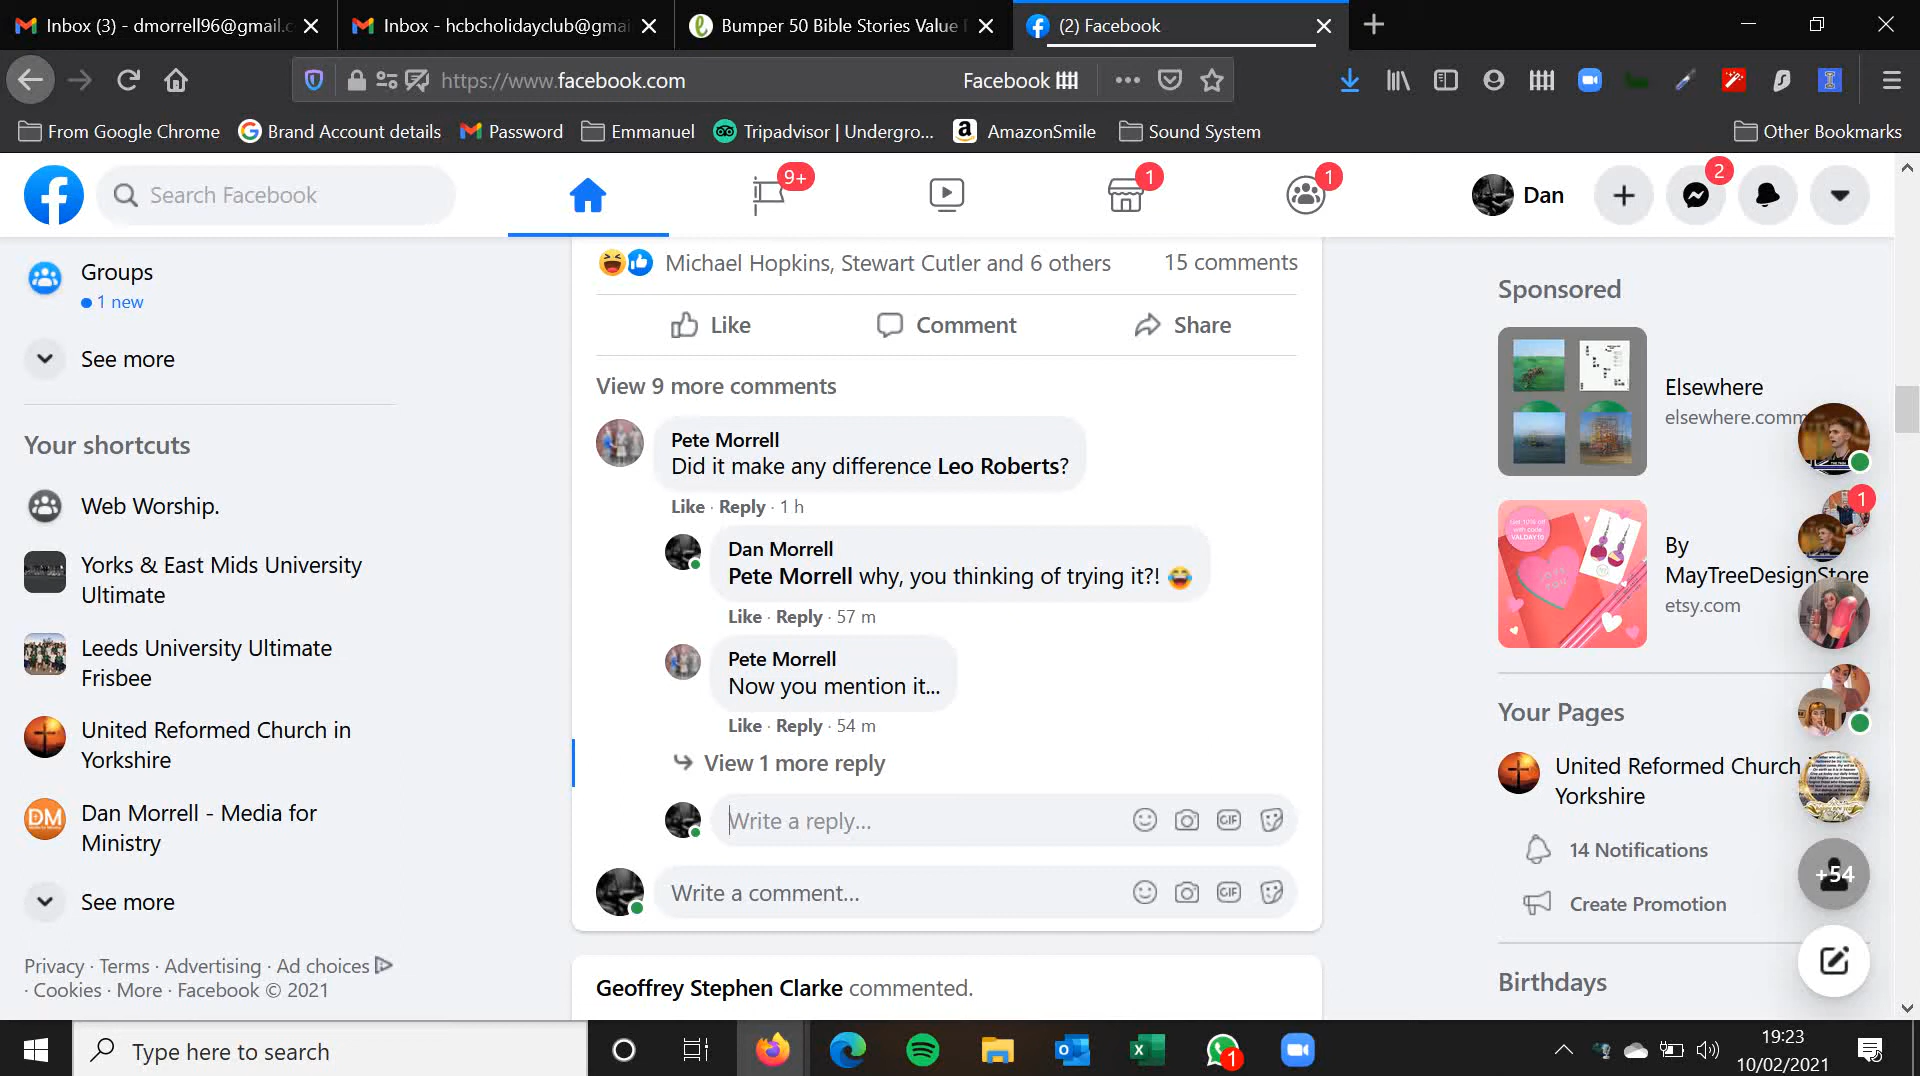 Inbox (3) - dmorrell96@gmail.c
Inbox - hcbcholidayclub@gmai
Bumper 50 Bible Stories Value
(2) Facebook
https://www.facebook.com
Facebook
From Google Chrome
Brand Account details
Password
Emmanuel
Tripadvisor | Undergro...
AmazonSmile
Sound System
Other Bookmarks
Search Facebook
9+
1
1
Dan
2
Groups
1 new
See more
Your shortcuts
Web Worship.
Yorks & East Mids University
Ultimate
Leeds University Ultimate
Frisbee
United Reformed Church in
Yorkshire
DM
Dan Morrell - Media for
Ministry
See more
Privacy · Terms · Advertising · Ad choices
· Cookies · More · Facebook © 2021
Michael Hopkins, Stewart Cutler and 6 others
15 comments
Like
Comment
Share
View 9 more comments
Pete Morrell
Did it make any difference Leo Roberts?
Like · Reply · 1 h
Dan Morrell
Pete Morrell why, you thinking of trying it?!
Like · Reply · 57 m
Pete Morrell
Now you mention it...
Like · Reply · 54 m
View 1 more reply
Write a reply...
GIF
Write a comment...
GIF
Geoffrey Stephen Clarke commented.
Sponsored
Elsewhere
elsewhere.comm
By
MayTreeDesignStore
etsy.com
1
Your Pages
United Reformed Church i
Yorkshire
14 Notifications
Create Promotion
+54
Birthdays
Type here to search
1
19:23
10/02/2021